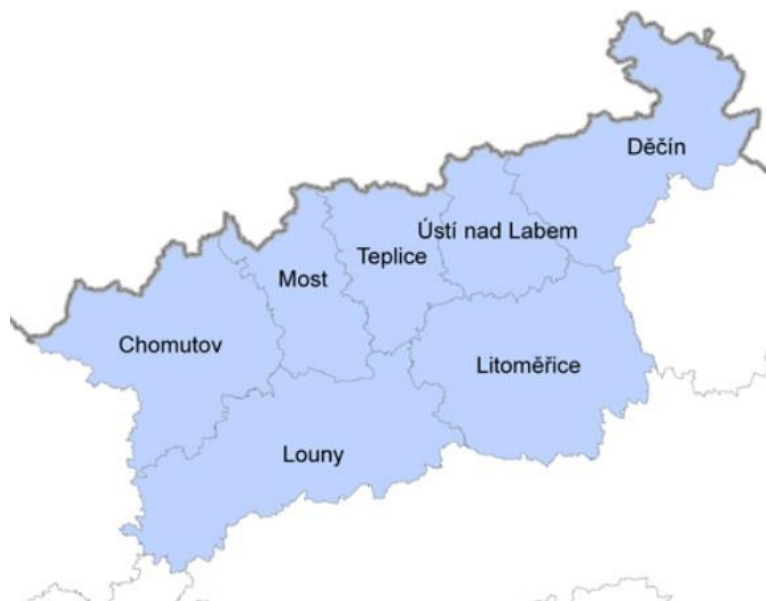 Děčín
Ústí nad Labem
Teplice
Most
Chomutov
Litoměřice
Louny